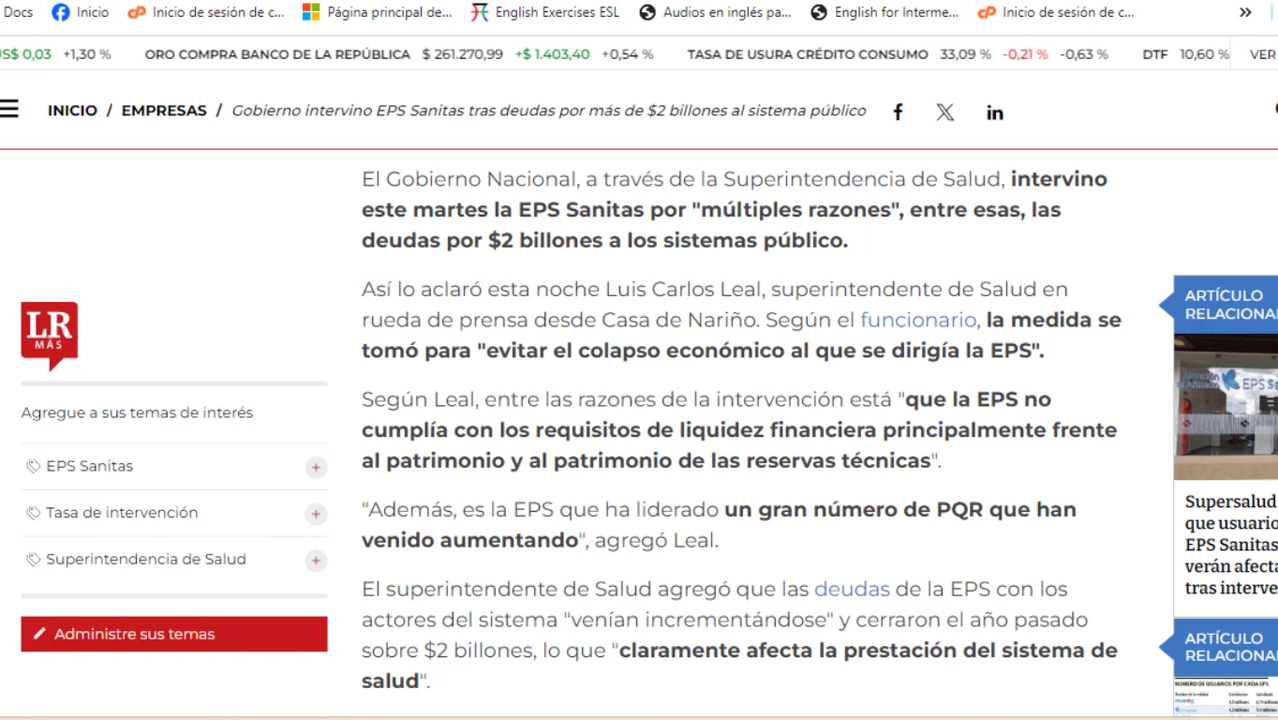 Docs Inicio Inicio de sesión de c... Página principal de... English Exercises ESL Audios en inglés pa... English for Interme... Inicio de sesión de c... »
US$ 0,03 +1,30 % ORO COMPRA BANCO DE LA REPÚBLICA $ 261.270,99 +$ 1.403,40 +0,54 % TASA DE USURA CRÉDITO CONSUMO 33,09 % -0,21 % -0,63 % DTF 10,60 % VER
INICIO / EMPRESAS / Gobierno intervino EPS Sanitas tras deudas por más de $2 billones al sistema público
El Gobierno Nacional, a través de la Superintendencia de Salud, intervino
este martes la EPS Sanitas por "múltiples razones", entre esas, las
deudas por $2 billones a los sistemas público.
Así lo aclaró esta noche Luis Carlos Leal, superintendente de Salud en
rueda de prensa desde Casa de Nariño. Según el funcionario, la medida se
tomó para "evitar el colapso económico al que se dirigía la EPS".
Según Leal, entre las razones de la intervención está "que la EPS no
cumplía con los requisitos de liquidez financiera principalmente frente
al patrimonio y al patrimonio de las reservas técnicas".
"Además, es la EPS que ha liderado un gran número de PQR que han
venido aumentando", agregó Leal.
El superintendente de Salud agregó que las deudas de la EPS con los
actores del sistema "venían incrementándose" y cerraron el año pasado
sobre $2 billones, lo que "claramente afecta la prestación del sistema de
salud".
LR
MÁS
Agregue a sus temas de interés
EPS Sanitas +
Tasa de intervención +
Superintendencia de Salud +
Administre sus temas
ARTÍCULO
RELACIONA
EPS Sa
Supersalud
que usuario
EPS Sanitas
verán afecta
tras interve
ARTÍCULO
RELACIONA
NÚMERO DE USUARIOS POR CADA EPS